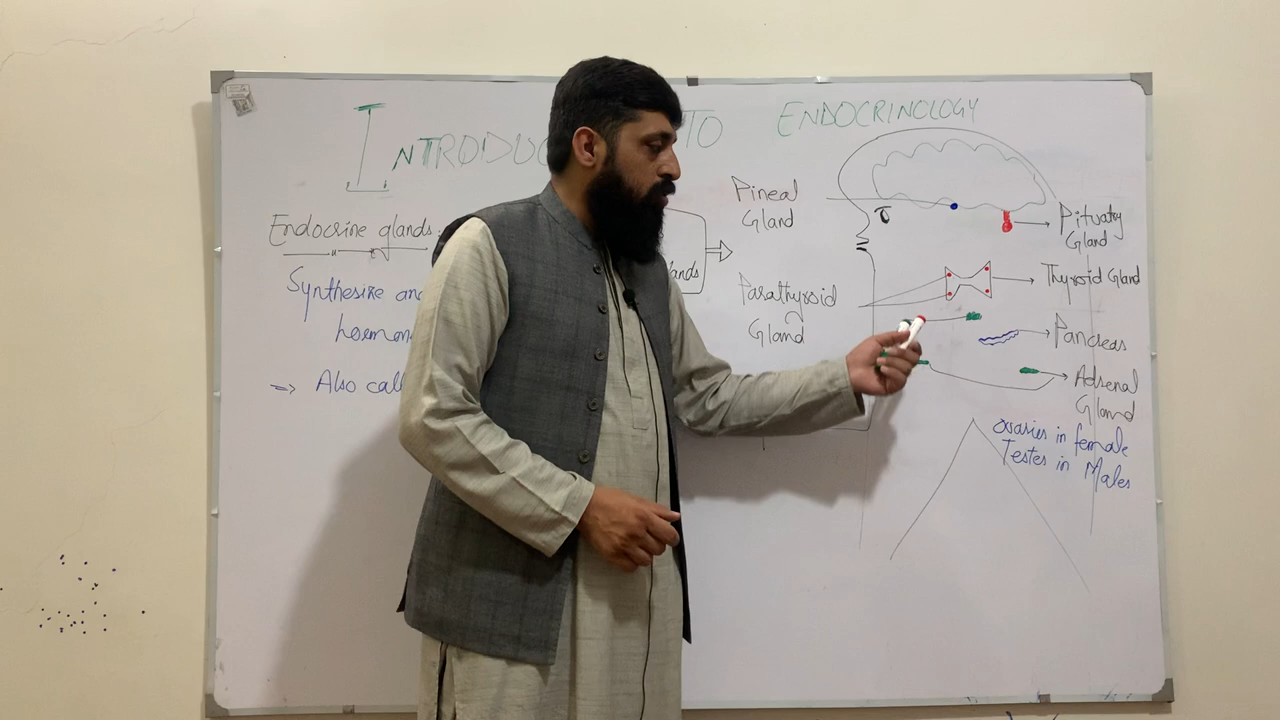 INTRODUC TO ENDOCRINOLOGY
Endocrine glands:
Synthesize and
hormon
⇒ Also call
lands
Pineal
Gland
Parathyroid
Gland
Pituaty
Gland
Thyroid Gland
Pancreas
Adrenal
Gland
ovaries in female
Testes in Males